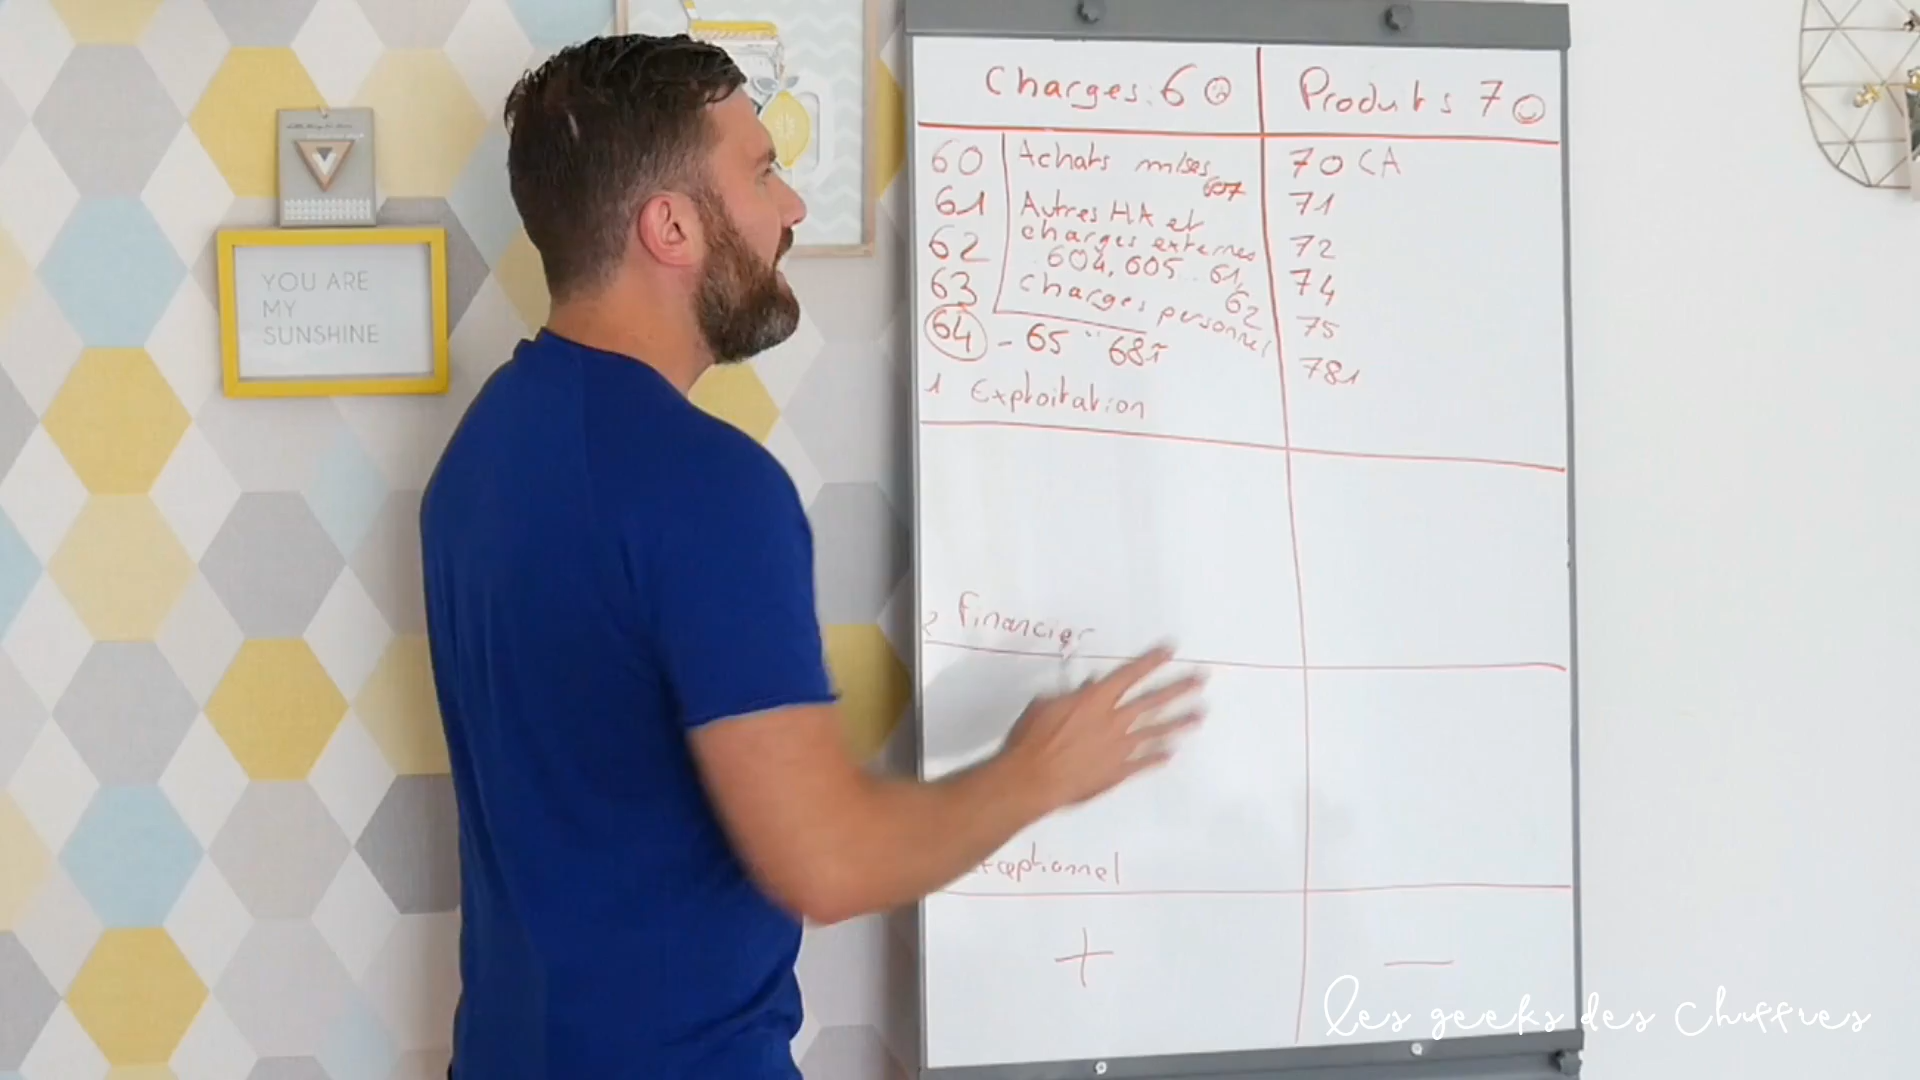 YOU ARE
MY
SUNSHINE
Charges: 6
Produits 7
60 Achats mises
607
61 Autres HA et
charges externes
62
604, 605.. 61,
62
63 charges personnel
64 - 65 " 681
1 Exploitation
70 CA
71
72
74
75
781
2 Financier
ceptionnel
+
—
Les geeks des chiffres